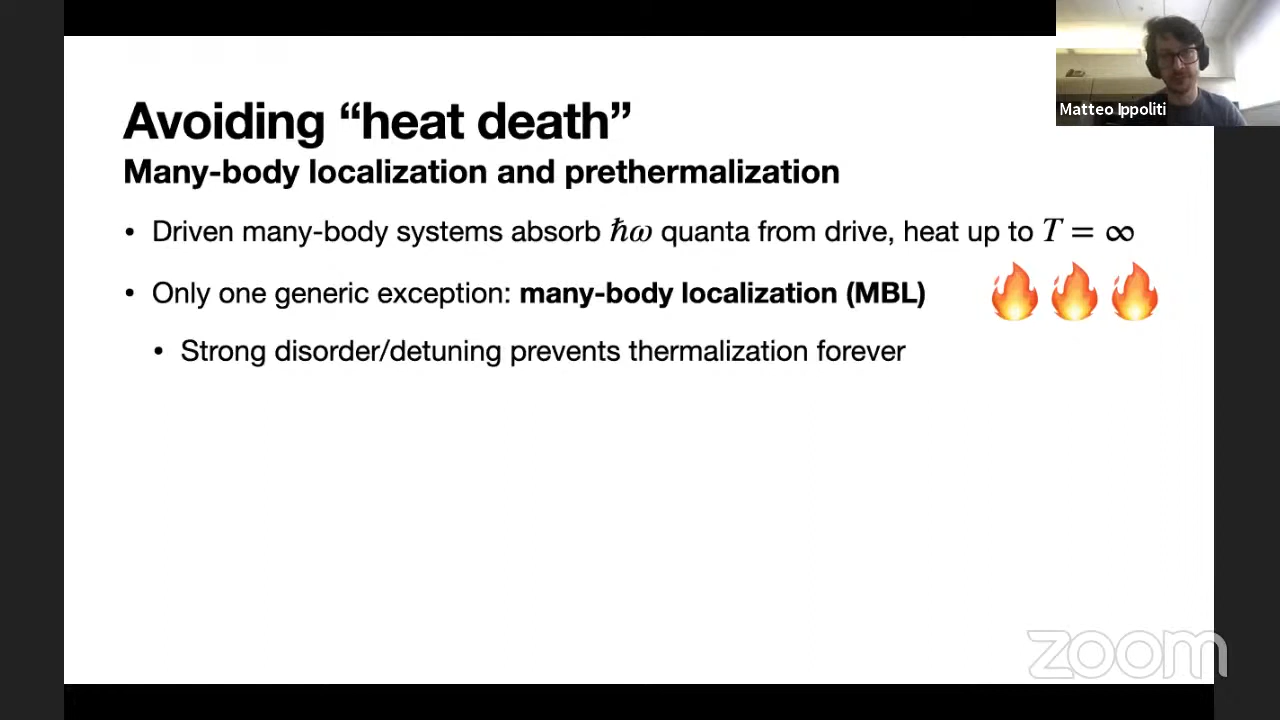 Matteo Ippoliti
Avoiding “heat death”
Many-body localization and prethermalization
• Driven many-body systems absorb ℏω quanta from drive, heat up to T = ∞
• Only one generic exception: many-body localization (MBL)
• Strong disorder/detuning prevents thermalization forever
zoom